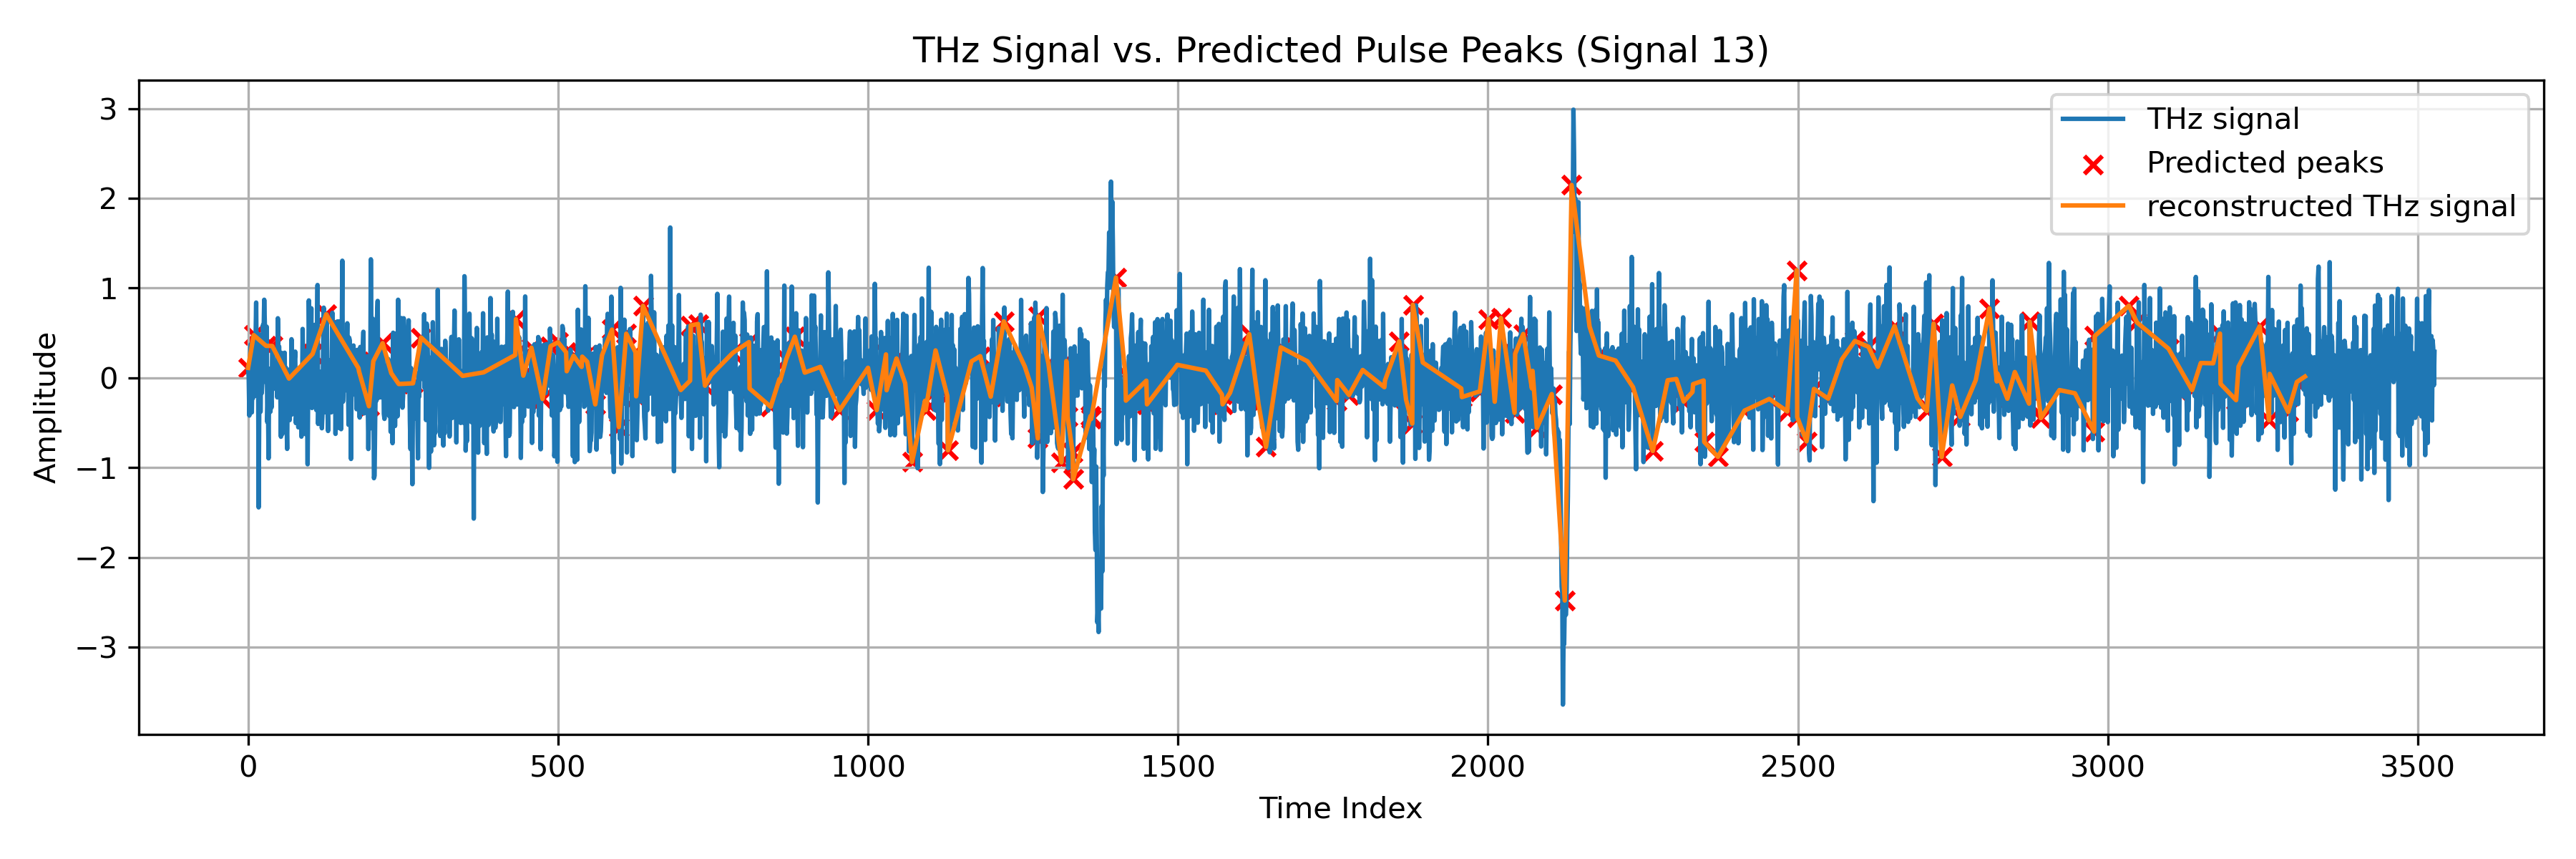 THz Signal vs. Predicted Pulse Peaks (Signal 13)
THz signal
Predicted peaks
reconstructed THz signal
Amplitude
3
2
1
0
−1
−2
−3
0 500 1000 1500 2000 2500 3000 3500
Time Index